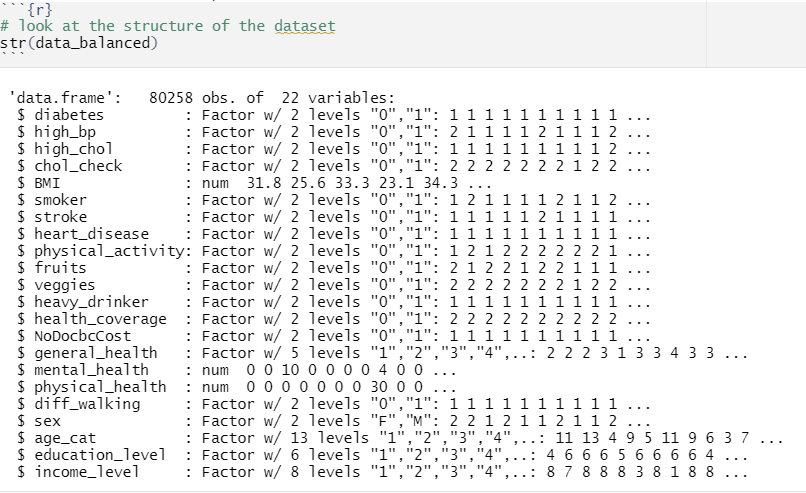 ```{r}
# look at the structure of the dataset
str(data_balanced)
```
'data.frame':   80258 obs. of  22 variables:
 $ diabetes         : Factor w/ 2 levels "0","1": 1 1 1 1 1 1 1 1 1 1 ...
 $ high_bp          : Factor w/ 2 levels "0","1": 2 1 1 1 1 2 1 1 1 2 ...
 $ high_chol        : Factor w/ 2 levels "0","1": 1 1 1 1 1 1 1 1 1 2 ...
 $ chol_check       : Factor w/ 2 levels "0","1": 2 2 2 2 2 2 2 1 2 2 ...
 $ BMI              : num  31.8 25.6 33.3 23.1 34.3 ...
 $ smoker           : Factor w/ 2 levels "0","1": 1 2 1 1 1 1 2 1 1 2 ...
 $ stroke           : Factor w/ 2 levels "0","1": 1 1 1 1 1 2 1 1 1 1 ...
 $ heart_disease    : Factor w/ 2 levels "0","1": 1 1 1 1 1 1 1 1 1 1 ...
 $ physical_activity: Factor w/ 2 levels "0","1": 1 2 1 2 2 2 2 2 2 1 ...
 $ fruits           : Factor w/ 2 levels "0","1": 2 1 2 2 1 2 2 1 1 1 ...
 $ veggies          : Factor w/ 2 levels "0","1": 2 2 2 2 2 2 2 1 2 2 ...
 $ heavy_drinker    : Factor w/ 2 levels "0","1": 1 1 1 1 1 1 1 1 1 1 ...
 $ health_coverage  : Factor w/ 2 levels "0","1": 2 2 2 2 2 2 2 2 2 2 ...
 $ NoDocbcCost      : Factor w/ 2 levels "0","1": 1 1 1 1 1 1 1 1 1 1 ...
 $ general_health   : Factor w/ 5 levels "1","2","3","4",..: 2 2 2 3 1 3 3 4 3 3 ...
 $ mental_health    : num  0 0 10 0 0 0 0 4 0 0 ...
 $ physical_health  : num  0 0 0 0 0 0 0 30 0 0 ...
 $ diff_walking     : Factor w/ 2 levels "0","1": 1 1 1 1 1 1 1 1 1 1 ...
 $ sex              : Factor w/ 2 levels "F","M": 2 2 1 2 1 1 2 1 1 2 ...
 $ age_cat          : Factor w/ 13 levels "1","2","3","4",..: 11 13 4 9 5 11 9 6 3 7 ...
 $ education_level  : Factor w/ 6 levels "1","2","3","4",..: 4 6 6 6 5 6 6 6 6 4 ...
 $ income_level     : Factor w/ 8 levels "1","2","3","4",..: 8 7 8 8 8 3 8 1 8 8 ...